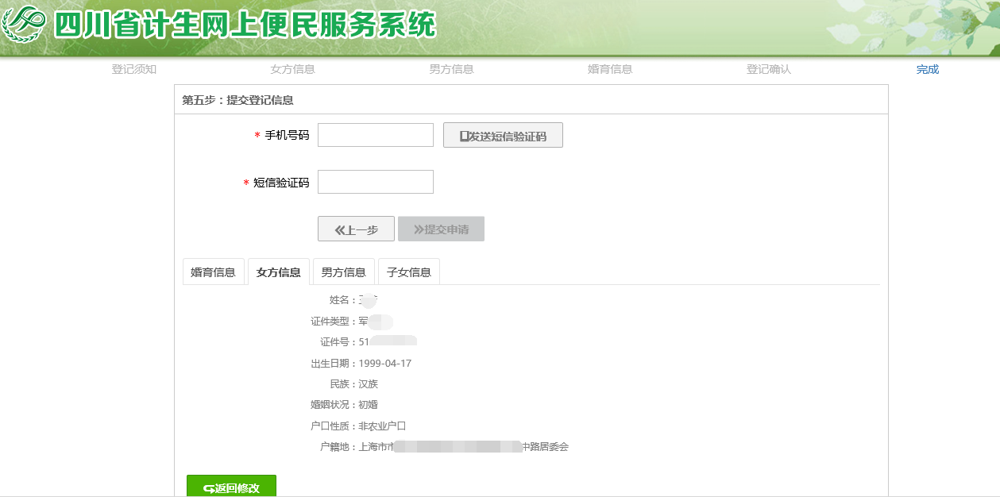 四川省计生网上便民服务系统
登记须知 女方信息 男方信息 婚育信息 登记确认 完成
第五步：提交登记信息
* 手机号码 发送短信验证码
* 短信验证码
上一步 提交申请
婚育信息 女方信息 男方信息 子女信息
姓名：
证件类型：军
证件号：51
出生日期：1999-04-17
民族：汉族
婚姻状况：初婚
户口性质：非农业户口
户籍地：上海市市 中路居委会
返回修改